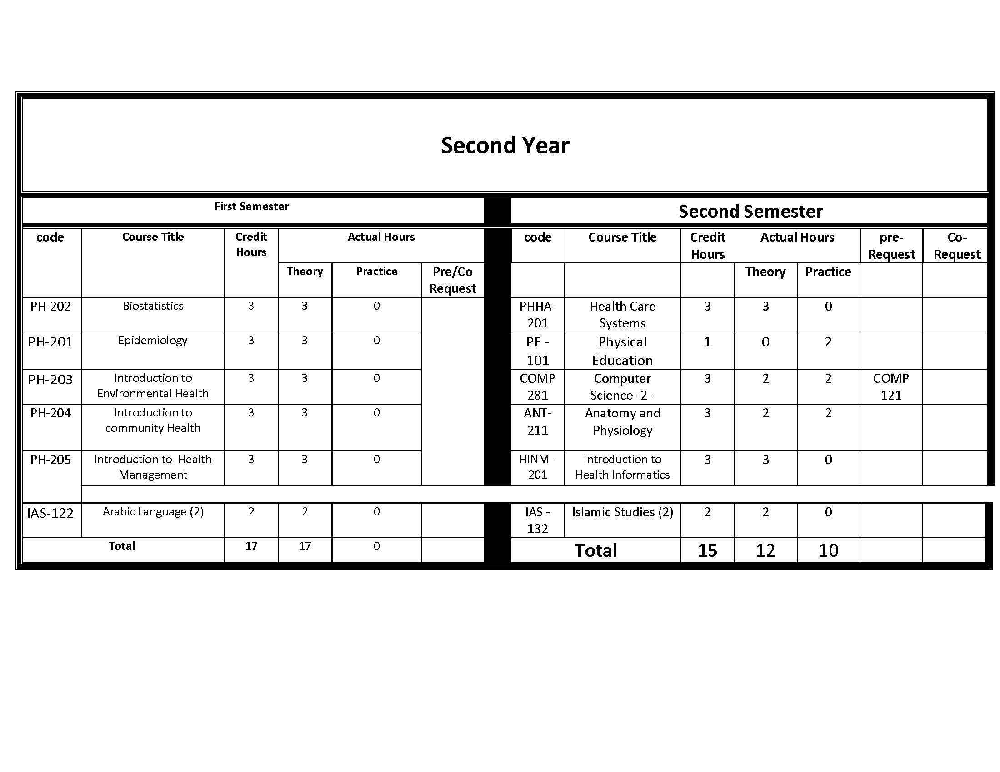 Second Year
First Semester
Second Semester
code Course Title Credit Hours Actual Hours
Theory Practice Pre/Co Request
code Course Title Credit Hours Actual Hours pre-Request Co-Request
Theory Practice
PH-202 Biostatistics 3 3 0
PHHA-201 Health Care Systems 3 3 0
PH-201 Epidemiology 3 3 0
PE - 101 Physical Education 1 0 2
PH-203 Introduction to Environmental Health 3 3 0
COMP 281 Computer Science- 2 - 3 2 2 COMP 121
PH-204 Introduction to community Health 3 3 0
ANT-211 Anatomy and Physiology 3 2 2
PH-205 Introduction to Health Management 3 3 0
HINM - 201 Introduction to Health Informatics 3 3 0
IAS-122 Arabic Language (2) 2 2 0
IAS - 132 Islamic Studies (2) 2 2 0
Total 17 17 0
Total 15 12 10